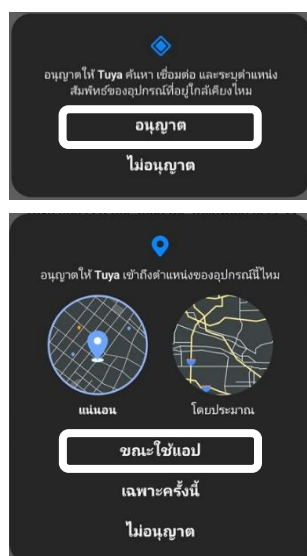 อนุญาตให้ Tuya ค้นหา เชื่อมต่อ และระบุตำแหน่ง
สัมพัทธ์ของอุปกรณ์ที่อยู่ใกล้เคียงไหม
อนุญาต
ไม่อนุญาต
อนุญาตให้ Tuya เข้าถึงตำแหน่งของอุปกรณ์นี้ไหม
แน่นอน
โดยประมาณ
ขณะใช้แอป
เฉพาะครั้งนี้
ไม่อนุญาต